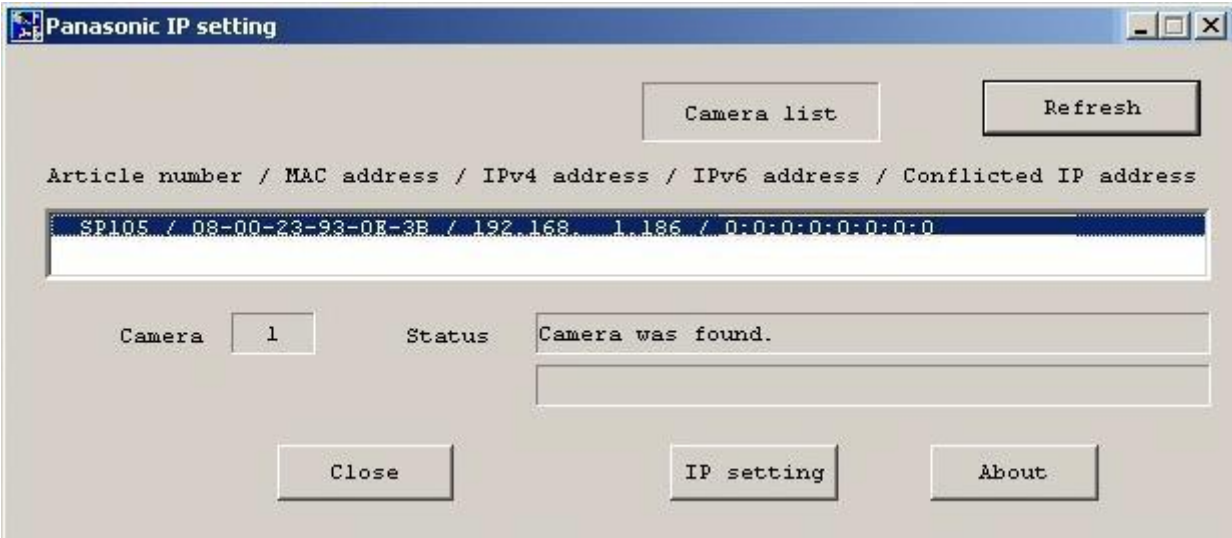 Panasonic IP setting
Camera list
Refresh
Article number / MAC address / IPv4 address / IPv6 address / Conflicted IP address
SP105 / 08-00-23-93-0E-3B / 192.168.  1.186 / 0:0:0:0:0:0:0:0
Camera 1 Status Camera was found.
Close IP setting About